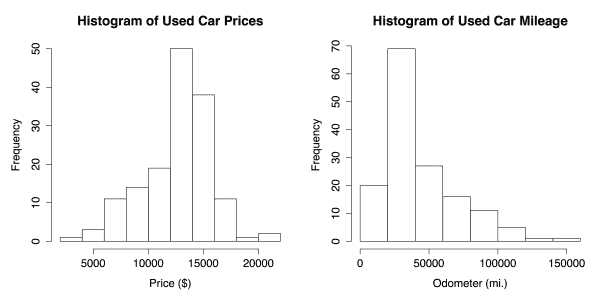 Histogram of Used Car Prices
Frequency
50
40
30
20
10
0
5000 10000 15000 20000
Price ($)
Histogram of Used Car Mileage
Frequency
70
60
50
40
30
20
10
0
0 50000 100000 150000
Odometer (mi.)